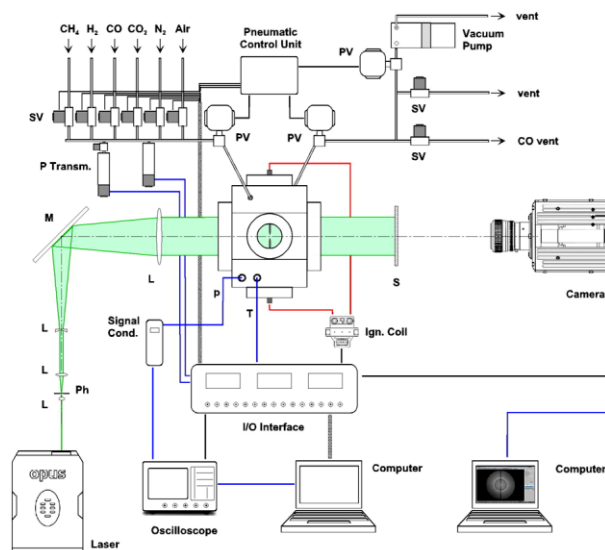 CH₄ H₂ CO CO₂ N₂ Air
Pneumatic
Control Unit
PV
vent
Vacuum
Pump
SV
PV
PV
vent
SV
CO vent
SV
P Transm.
M
L
S
Camera
p
T
Signal
Cond.
Ign. Coil
L
L
Ph
L
I/O Interface
opus
Laser
Oscilloscope
Computer
Computer